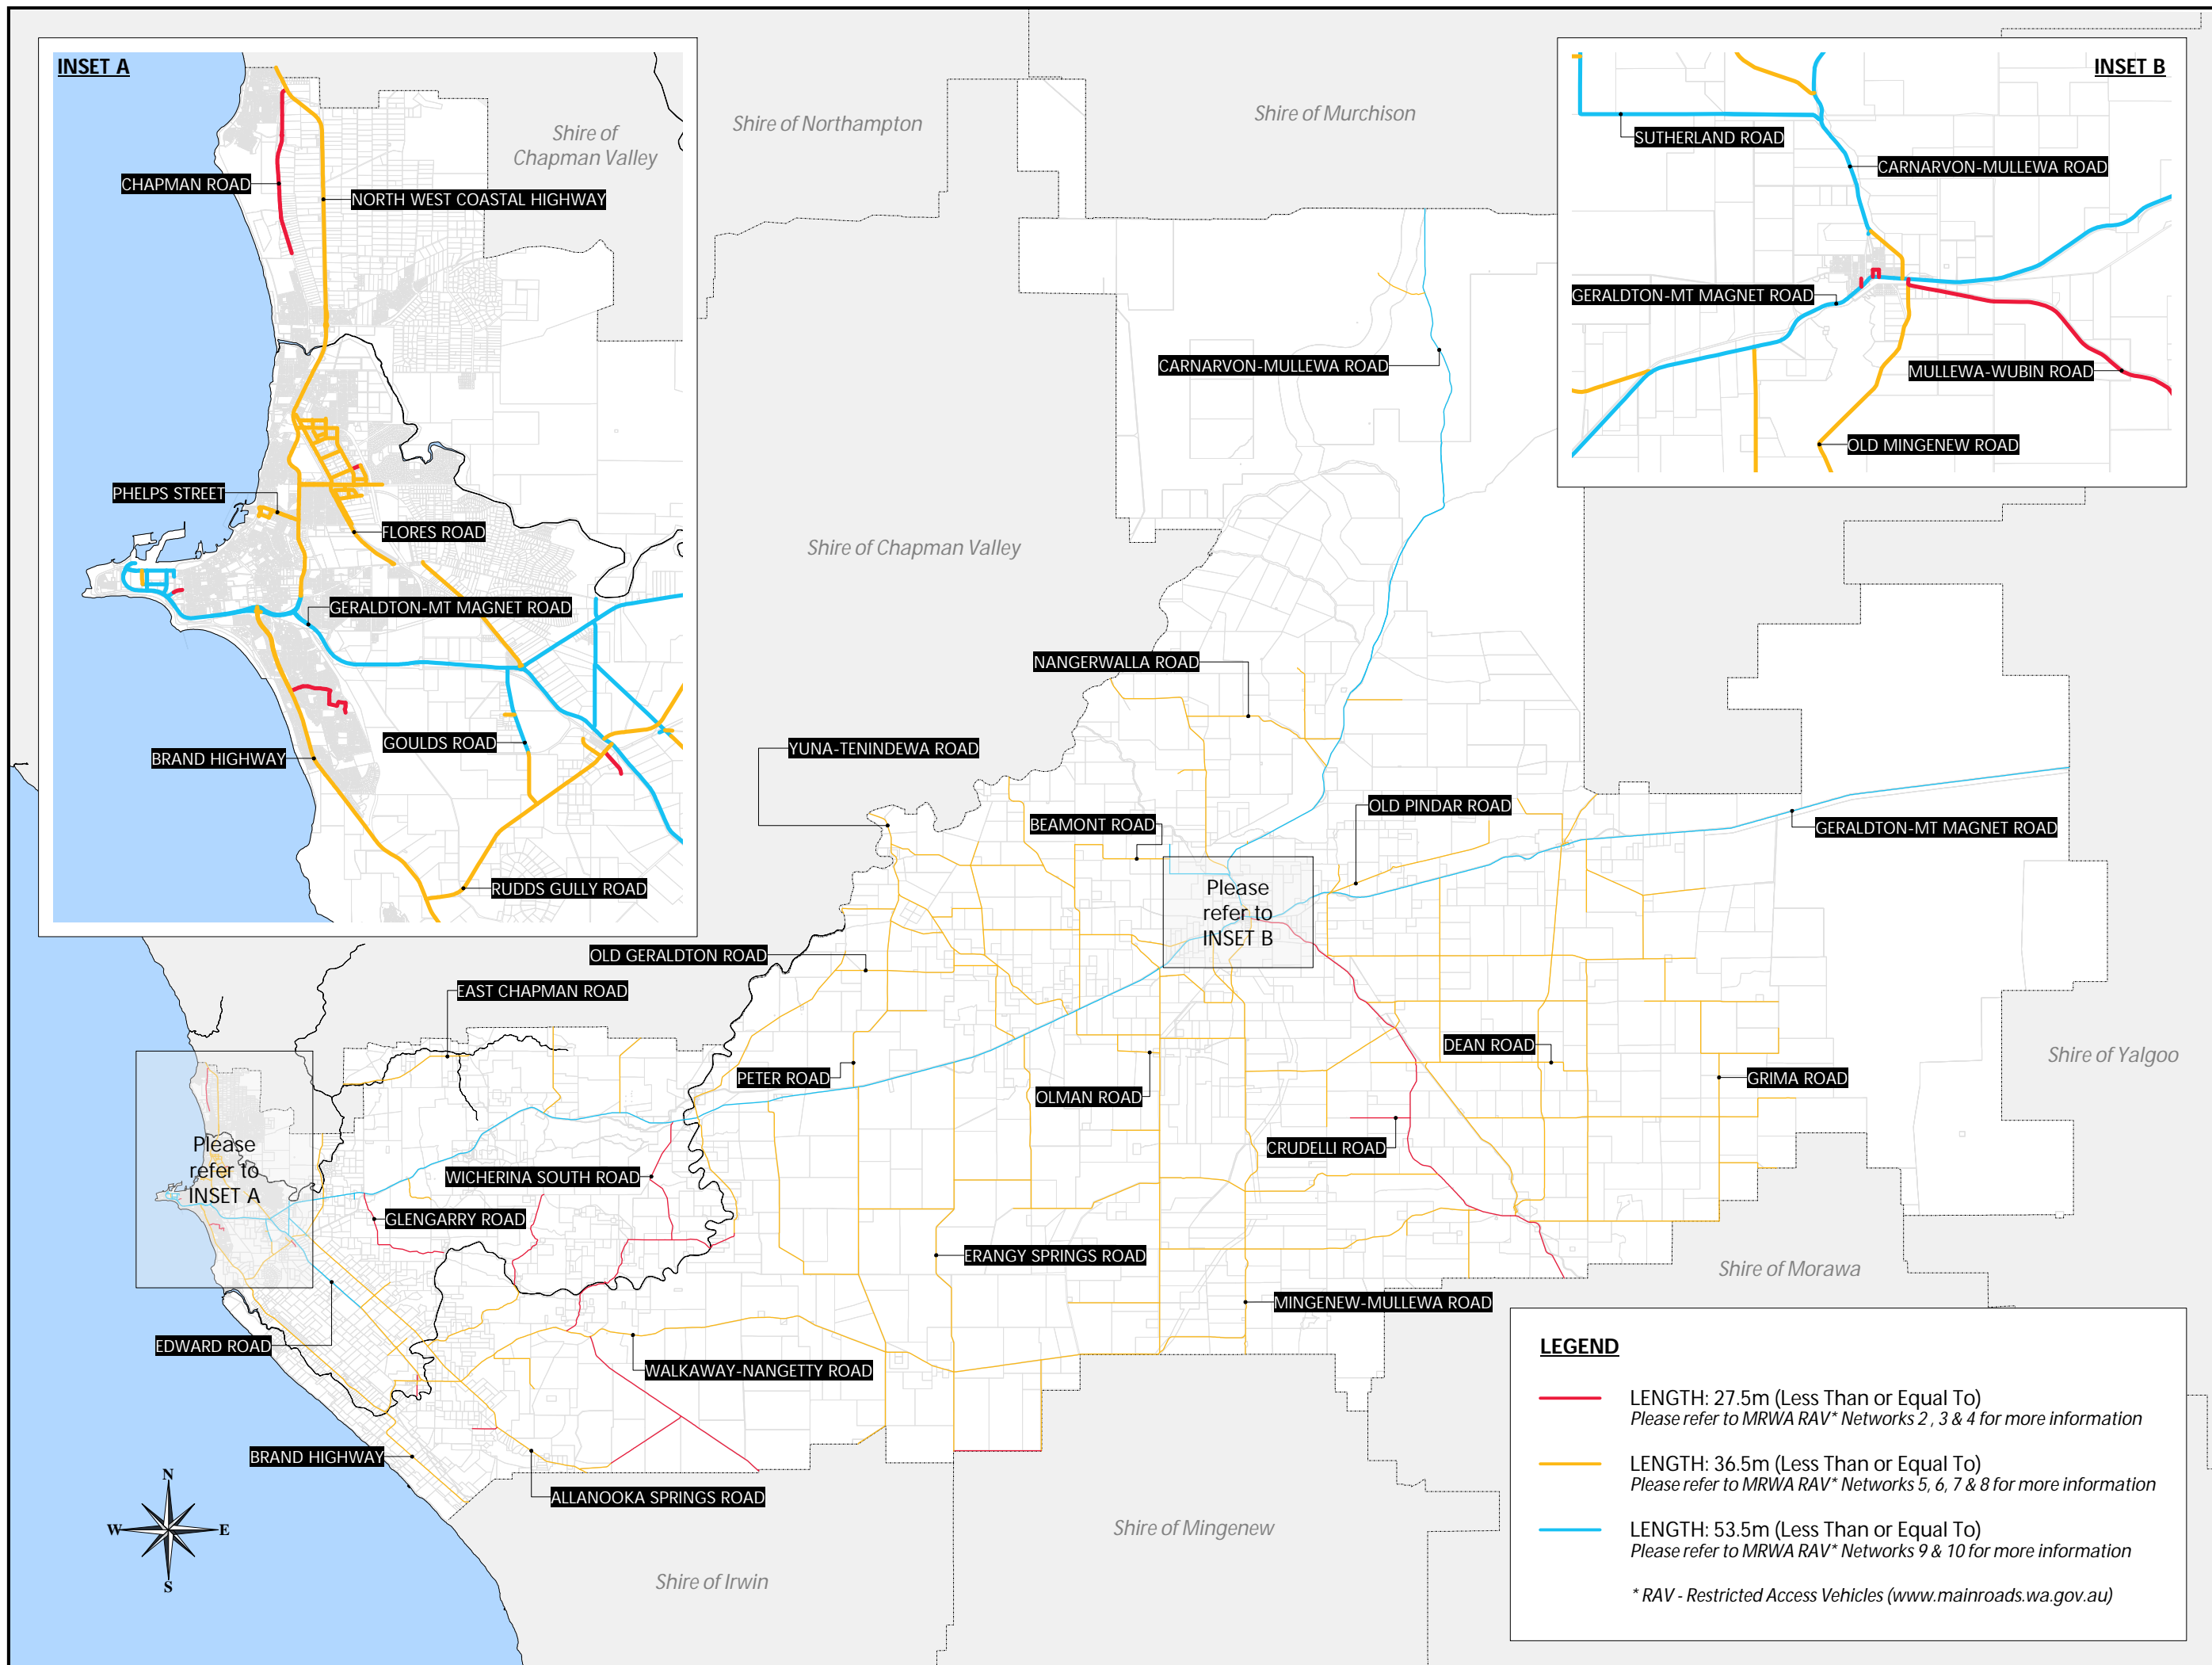 INSET A
Shire of
Chapman Valley
CHAPMAN ROAD
NORTH WEST COASTAL HIGHWAY
PHELPS STREET
FLORES ROAD
GERALDTON-MT MAGNET ROAD
GOULDS ROAD
BRAND HIGHWAY
RUDDS GULLY ROAD
Shire of Northampton
Shire of Murchison
INSET B
SUTHERLAND ROAD
CARNARVON-MULLEWA ROAD
GERALDTON-MT MAGNET ROAD
MULLEWA-WUBIN ROAD
OLD MINGENEW ROAD
CARNARVON-MULLEWA ROAD
Shire of Chapman Valley
NANGERWALLA ROAD
YUNA-TENINDEWA ROAD
BEAMONT ROAD
OLD PINDAR ROAD
GERALDTON-MT MAGNET ROAD
Please
refer to
INSET B
OLD GERALDTON ROAD
EAST CHAPMAN ROAD
PETER ROAD
OLMAN ROAD
DEAN ROAD
GRIMA ROAD
Shire of Yalgoo
CRUDELLI ROAD
Please
refer to
INSET A
WICHERINA SOUTH ROAD
GLENGARRY ROAD
ERANGY SPRINGS ROAD
Shire of Morawa
MINGENEW-MULLEWA ROAD
EDWARD ROAD
WALKAWAY-NANGETTY ROAD
BRAND HIGHWAY
ALLANOOKA SPRINGS ROAD
N
W
E
S
Shire of Mingenew
Shire of Irwin
LEGEND
LENGTH: 27.5m (Less Than or Equal To)
Please refer to MRWA RAV* Networks 2 , 3 & 4 for more information
LENGTH: 36.5m (Less Than or Equal To)
Please refer to MRWA RAV* Networks 5, 6, 7 & 8 for more information
LENGTH: 53.5m (Less Than or Equal To)
Please refer to MRWA RAV* Networks 9 & 10 for more information
* RAV - Restricted Access Vehicles (www.mainroads.wa.gov.au)